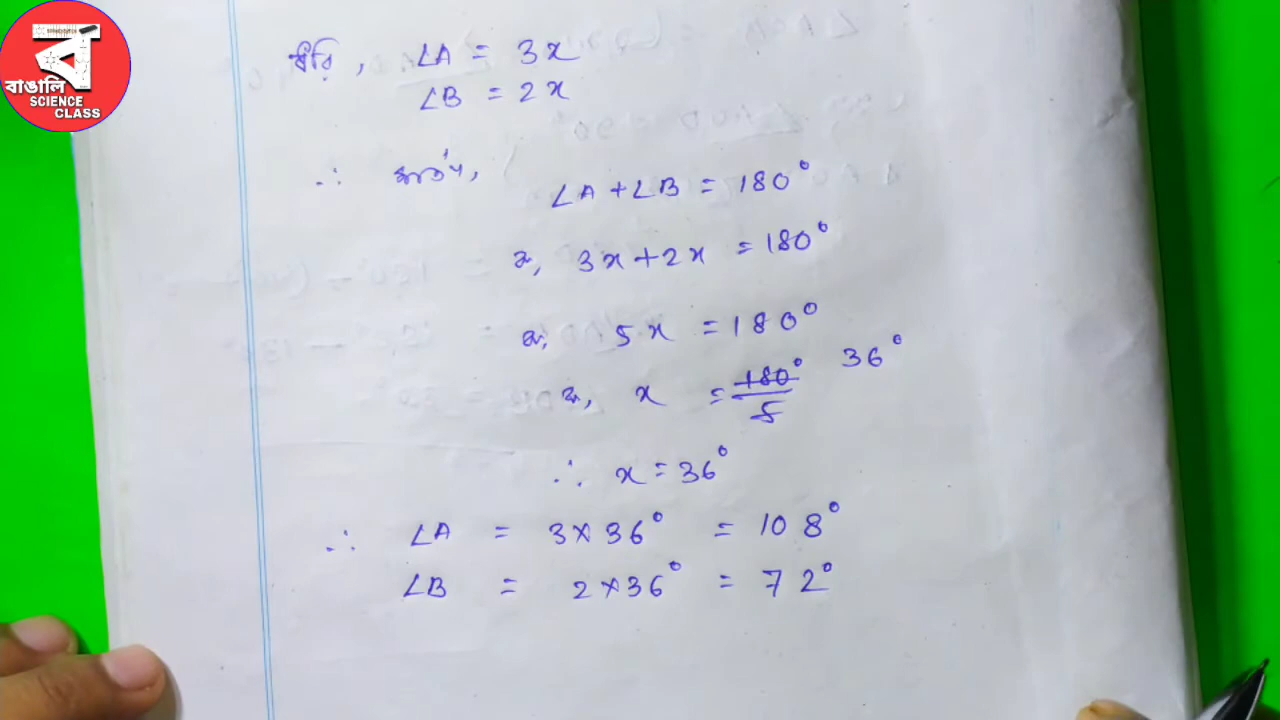 ব
বাঙালি
SCIENCE
CLASS
ধরি, ∠A = 3x
∠B = 2x
∴ শর্তে,
∠A + ∠B = 180°
বা, 3x + 2x = 180°
বা, 5x = 180°
বা, x = 180°/5 36°
∴ x = 36°
∴ ∠A = 3 × 36° = 108°
∠B = 2 × 36° = 72°